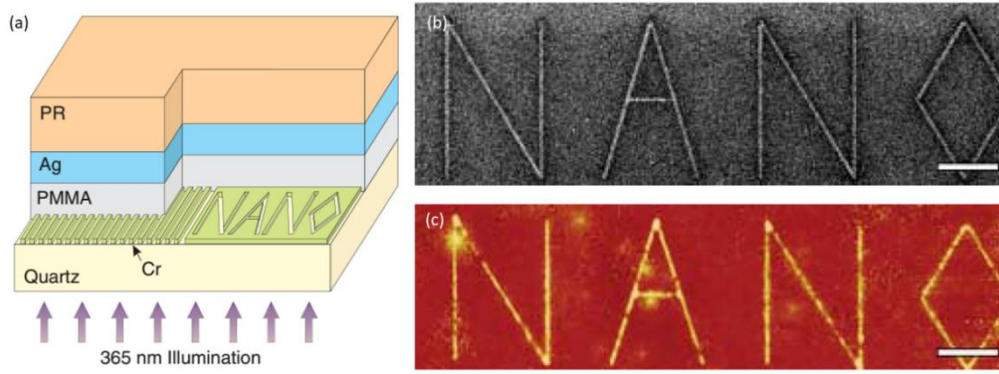 (a)
PR
Ag
PMMA
NANO
Cr
Quartz
365 nm Illumination
(b)
NANO
(c)
NANO